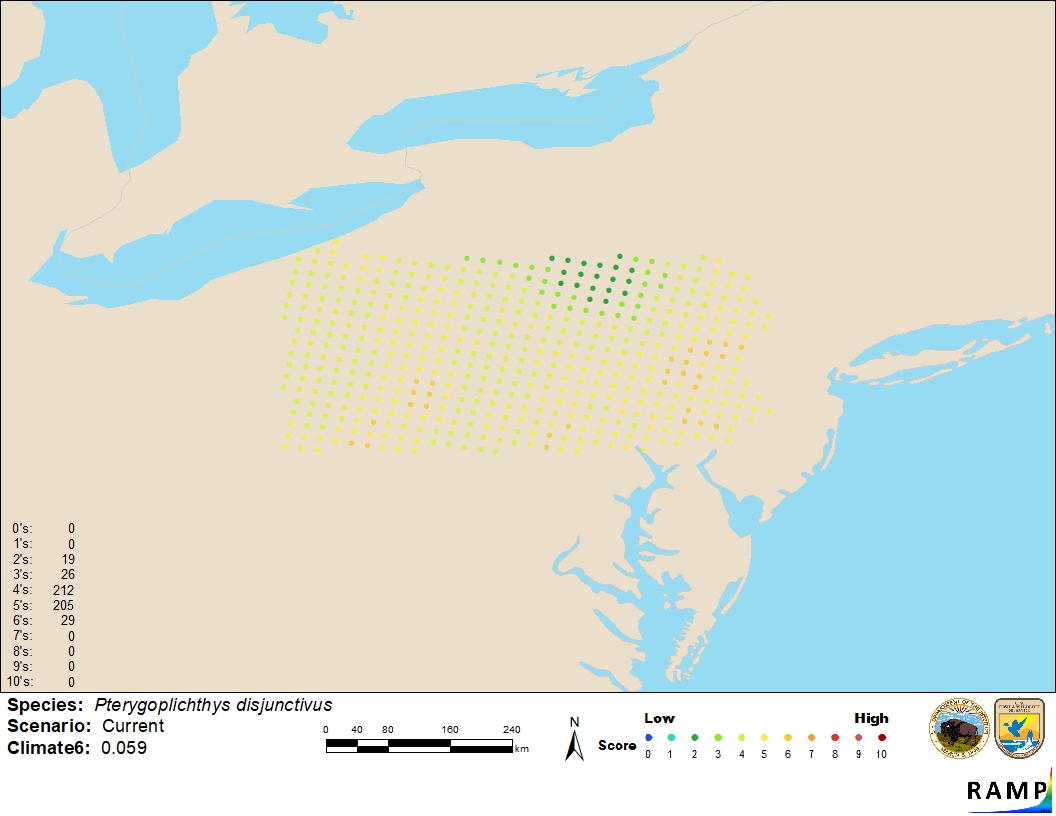 0's: 0
1's: 0
2's: 19
3's: 26
4's: 212
5's: 205
6's: 29
7's: 0
8's: 0
9's: 0
10's: 0
Species: Pterygoplichthys disjunctivus
Scenario: Current
Climate6: 0.059
0 40 80 160 240
km
N
Low High
Score
0 1 2 3 4 5 6 7 8 9 10
RAMP